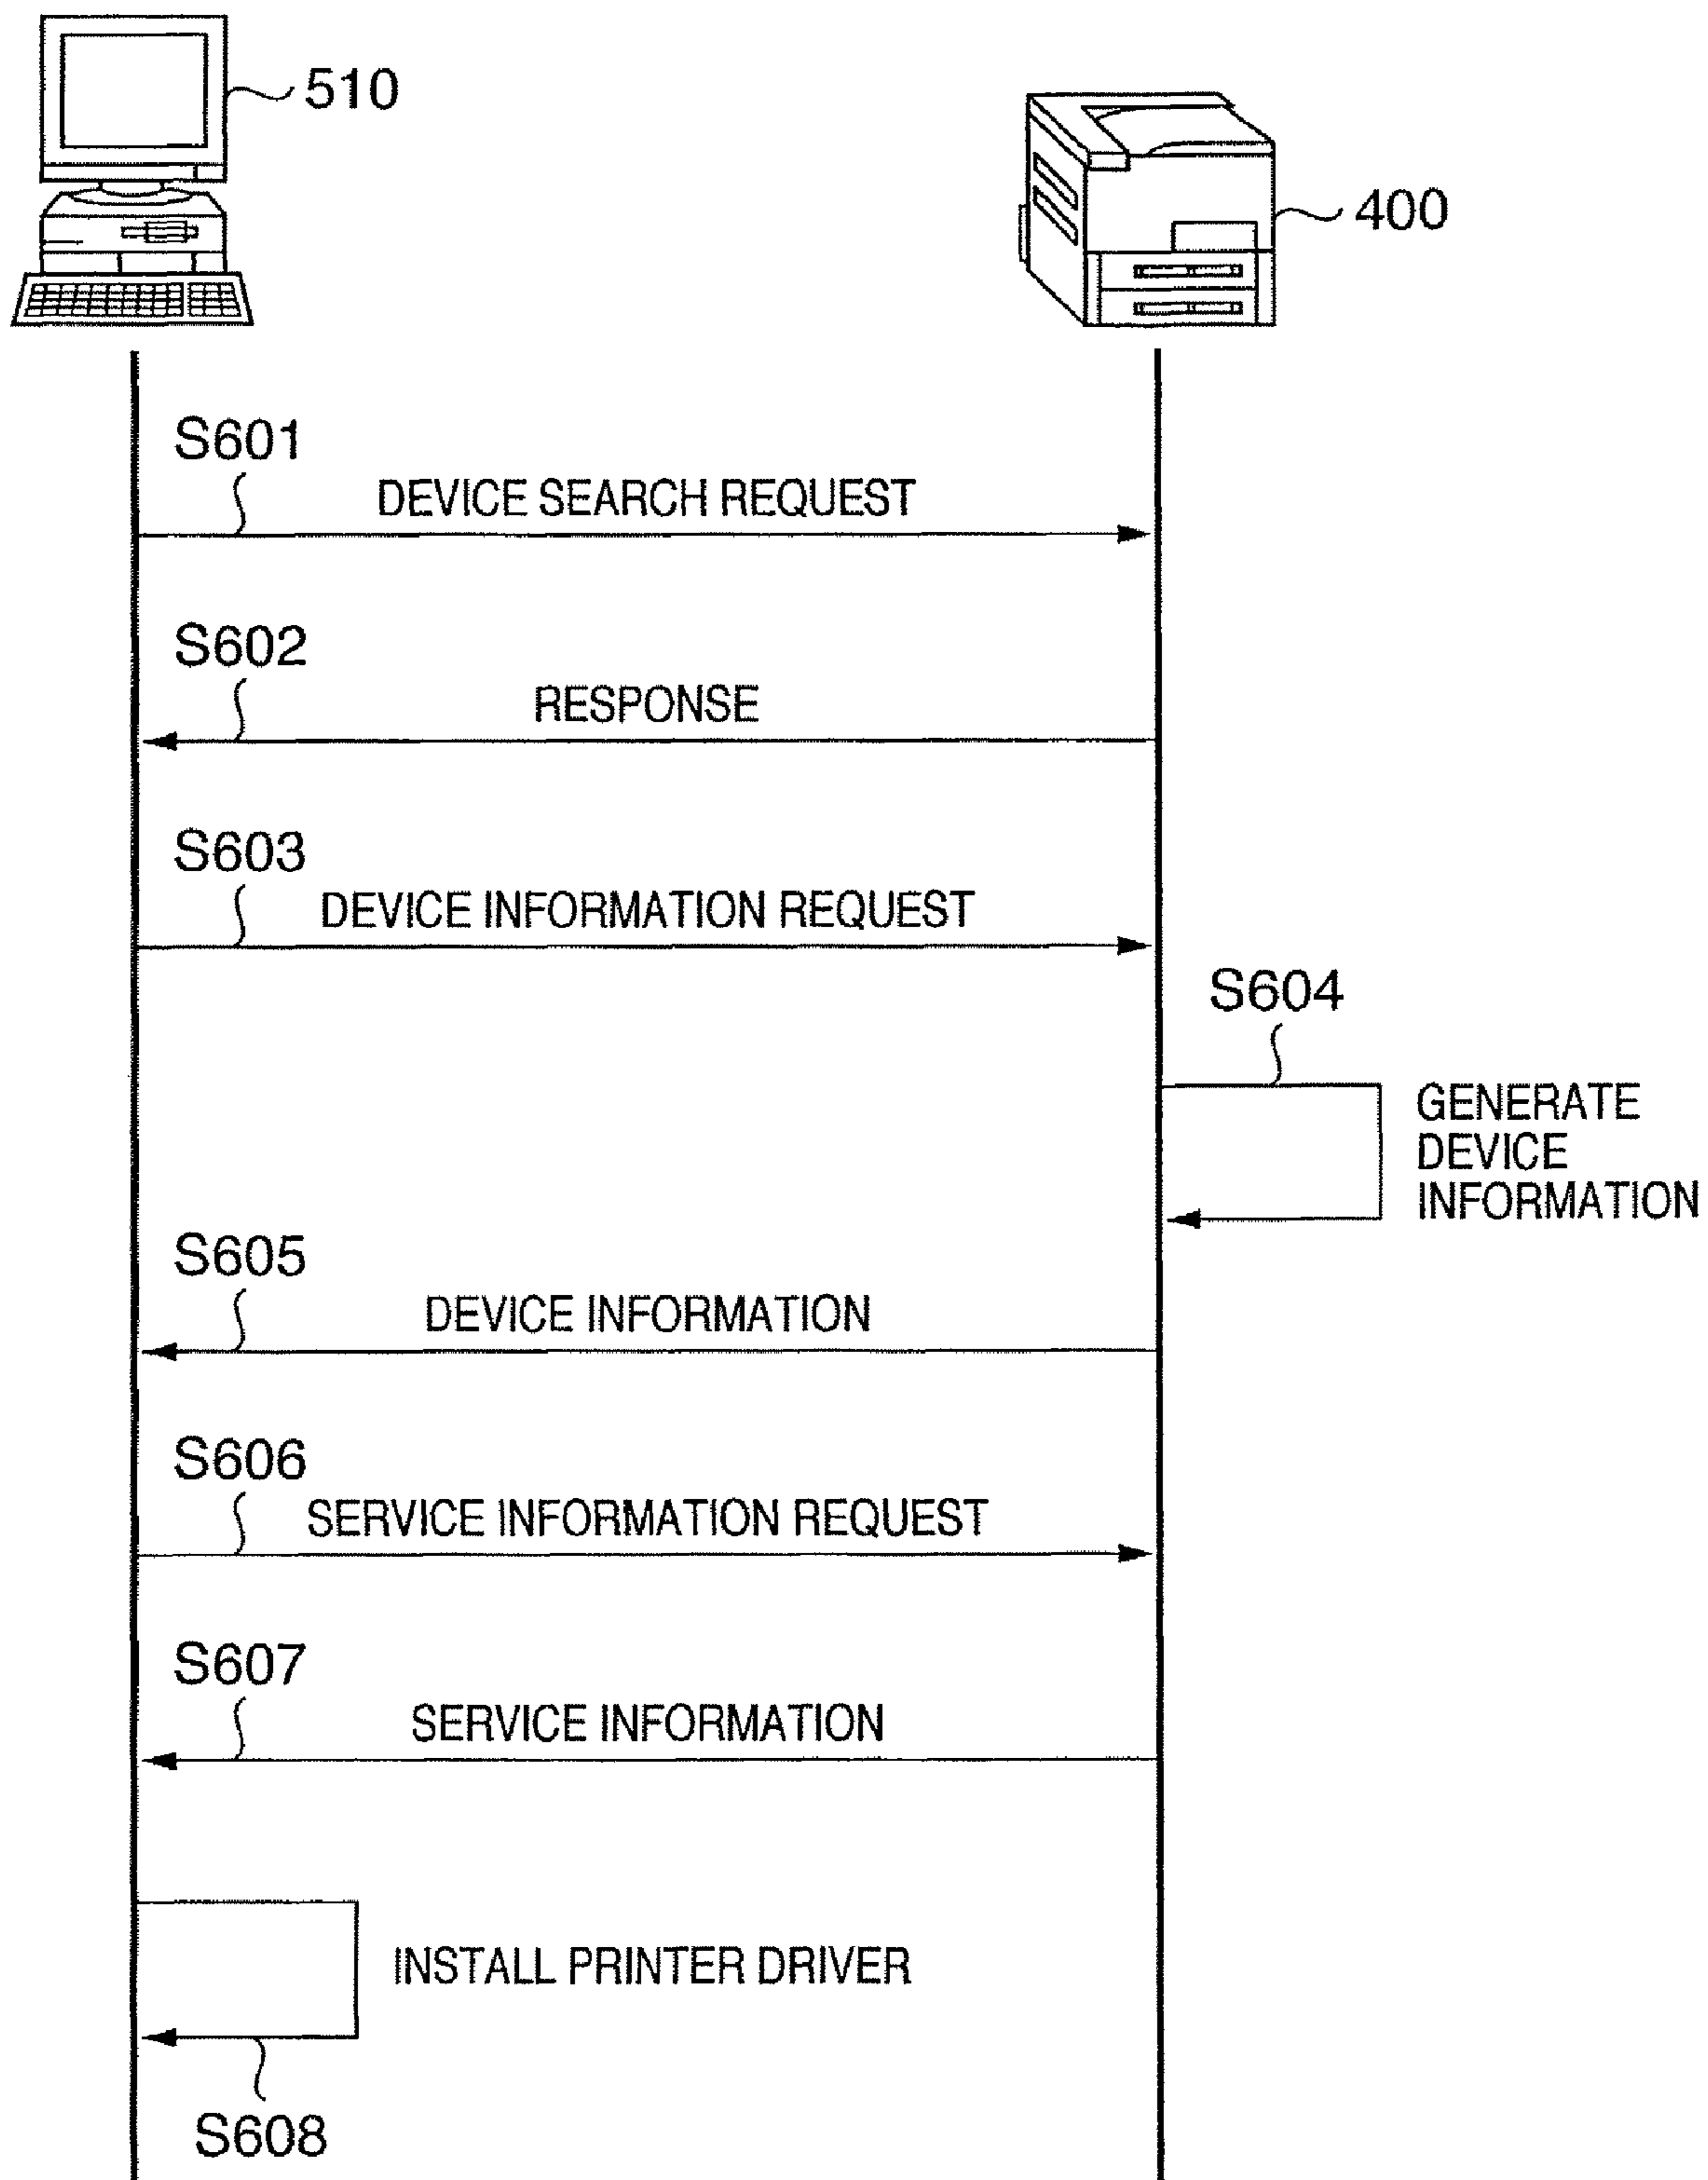 510
400
S601
DEVICE SEARCH REQUEST
S602
RESPONSE
S603
DEVICE INFORMATION REQUEST
S604
GENERATE
DEVICE
INFORMATION
S605
DEVICE INFORMATION
S606
SERVICE INFORMATION REQUEST
S607
SERVICE INFORMATION
INSTALL PRINTER DRIVER
S608